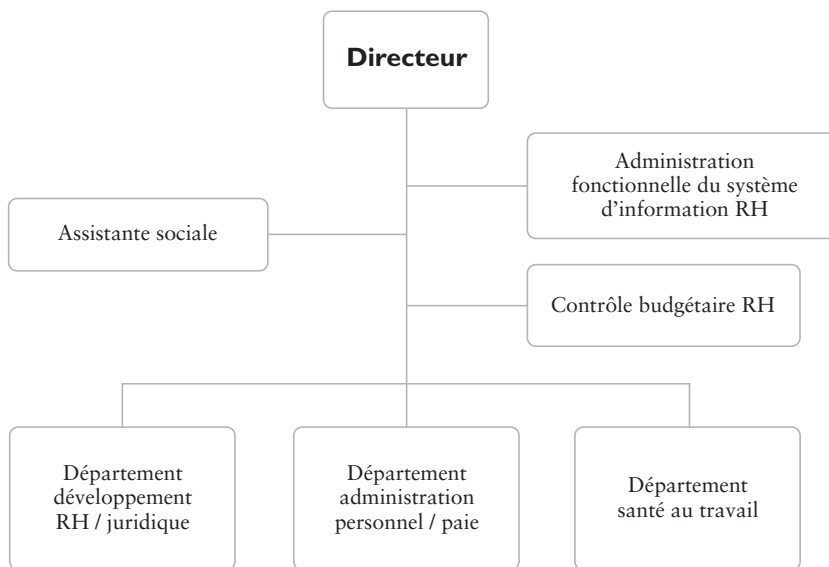 Directeur
Administration
fonctionnelle du système
d’information RH
Assistante sociale
Contrôle budgétaire RH
Département
développement
RH / juridique
Département
administration
personnel / paie
Département
santé au travail